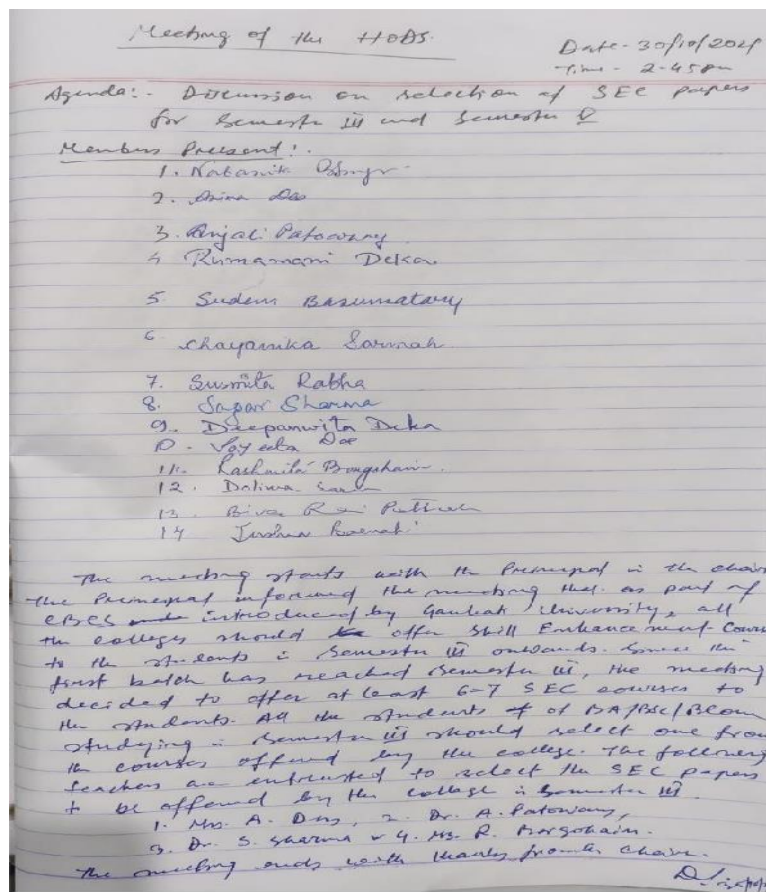 Meeting of the HODs.
Date- 30/10/202
Time- 2-45pm
Agenda:- Discussion on selection of SEC papers
for Semester III and Semester V
Members Present:-
1. Natasik
2. Das
3. Anjali Patowary
4 Rumamani Deka
5. Sudem Basumatary
6 Chayanika Sarmah
7. Susmita Rabha
8. Sagar Sharma
9. Deepanwita Deka
10. Das
11. Rashmita Borgohain.
12.
13
14
The meeting starts with the Principal in the chair
The Principal informed the meeting that as part of
CBCS introduced by Gauhati University, all
the colleges should offer Skill Enhancement Course
to the students in Semester III onwards. Since the
first batch has reached Semester III, the meeting
decided to offer at least 6-7 SEC courses to
the students. All the students of BA/BSc/BCom
studying in Semester III should select one from
the courses offered by the college. The following
teachers are entrusted to select the SEC papers
to be offered by the college in Semester III.
1. Mrs. A. Das, 2. Dr. A. Patowary,
3. Dr. S. Sharma & 4. Ms. R. Borgohain.
The meeting ends with thanks from the chair.